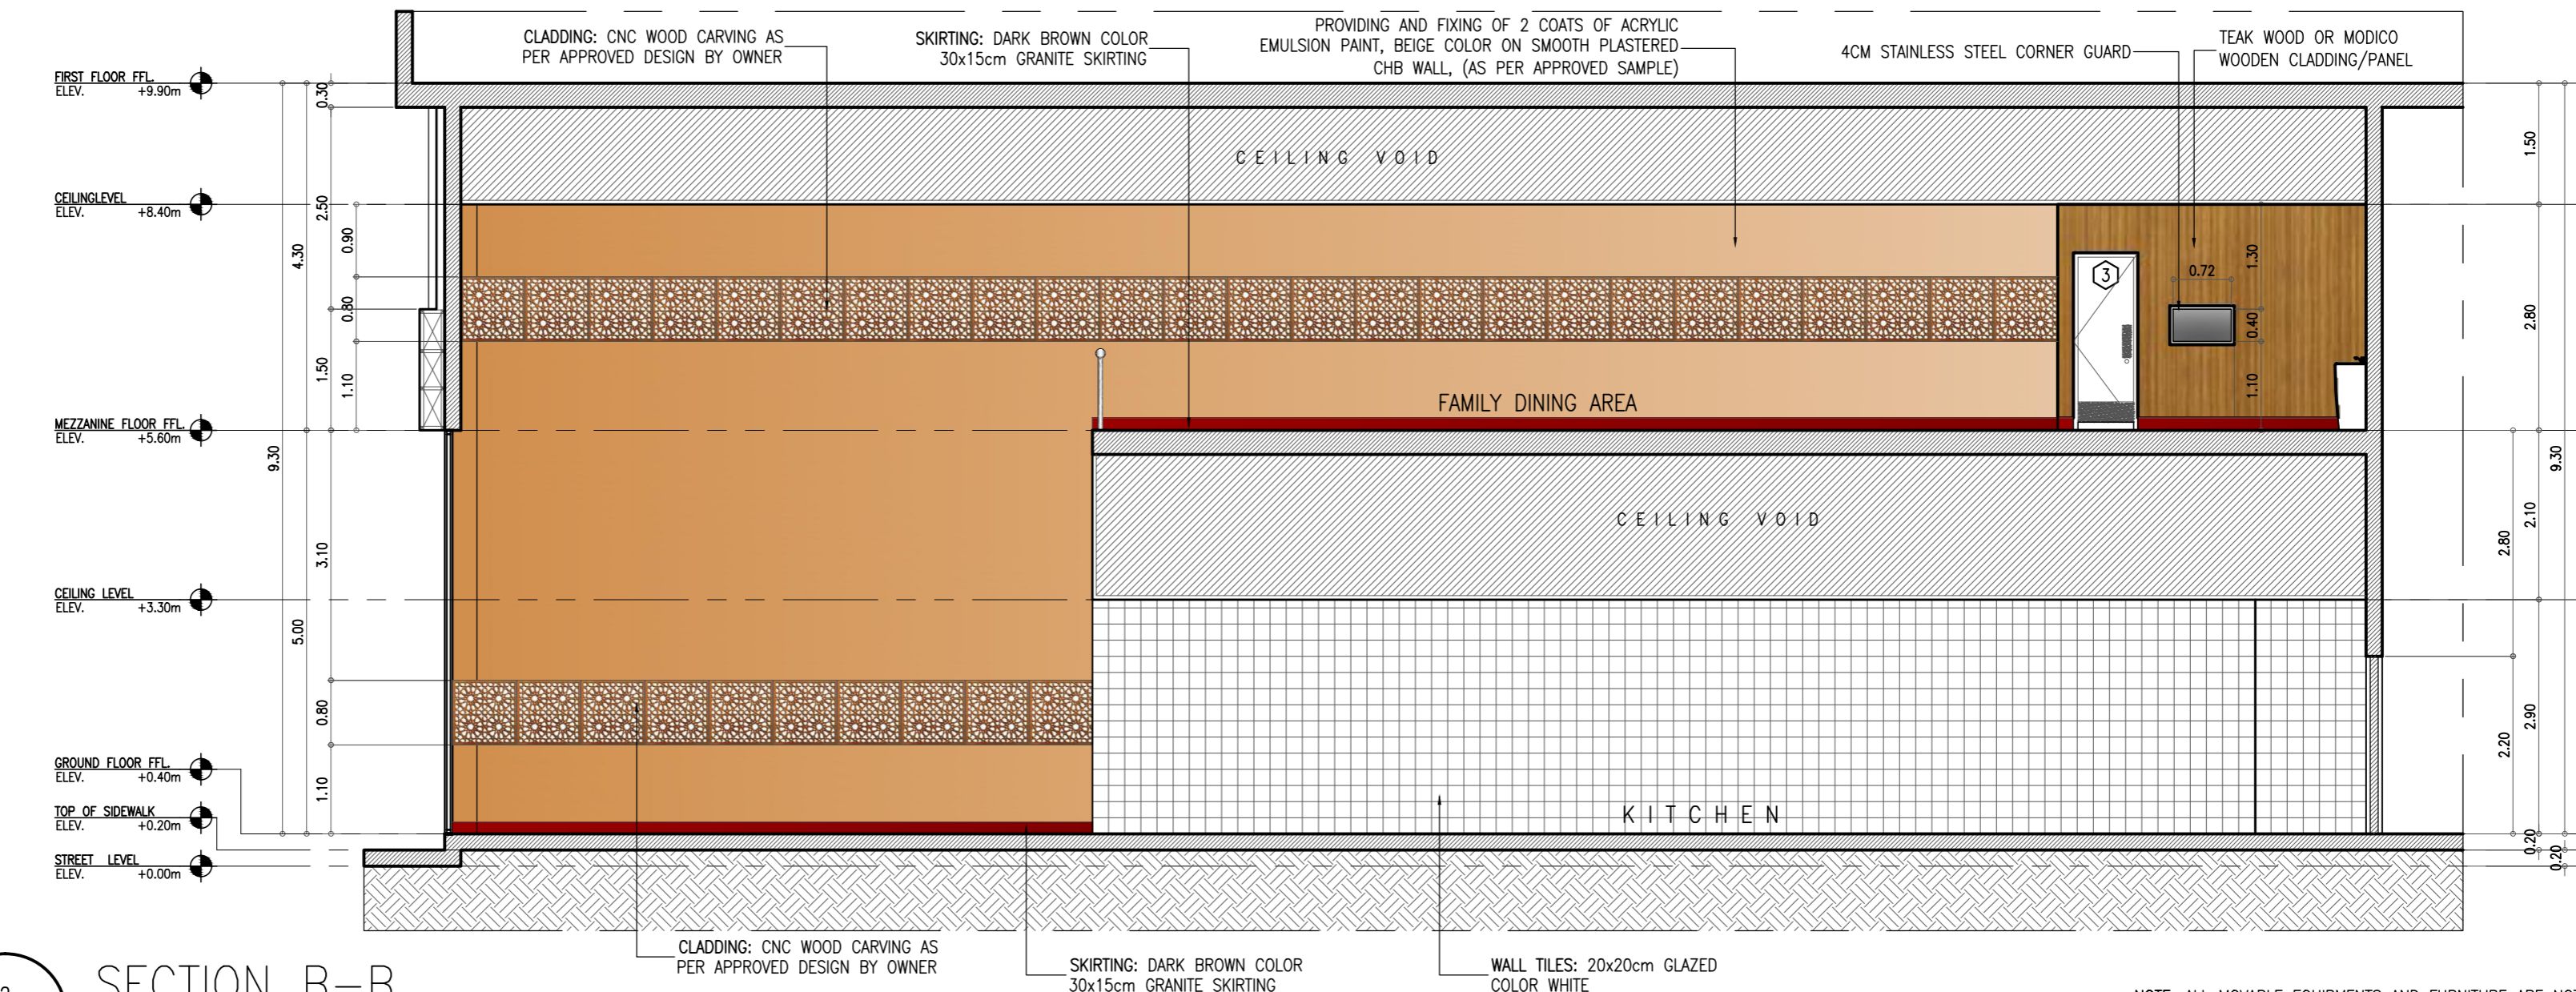 CLADDING: CNC WOOD CARVING AS
PER APPROVED DESIGN BY OWNER
SKIRTING: DARK BROWN COLOR
30x15cm GRANITE SKIRTING
PROVIDING AND FIXING OF 2 COATS OF ACRYLIC
EMULSION PAINT, BEIGE COLOR ON SMOOTH PLASTERED
CHB WALL, (AS PER APPROVED SAMPLE)
4CM STAINLESS STEEL CORNER GUARD
TEAK WOOD OR MODICO
WOODEN CLADDING/PANEL
FIRST FLOOR FFL.
ELEV. +9.90m
CEILINGLEVEL
ELEV. +8.40m
MEZZANINE FLOOR FFL.
ELEV. +5.60m
CEILING LEVEL
ELEV. +3.30m
GROUND FLOOR FFL.
ELEV. +0.40m
TOP OF SIDEWALK
ELEV. +0.20m
STREET LEVEL
ELEV. +0.00m
9.30
4.30
5.00
0.30
2.50
1.50
3.10
0.80
1.10
0.90
0.80
1.10
CEILING VOID
3
0.72
1.30
0.40
1.10
FAMILY DINING AREA
CEILING VOID
KITCHEN
1.50
2.80
2.10
2.90
0.20
2.80
2.20
9.30
0.20
CLADDING: CNC WOOD CARVING AS
PER APPROVED DESIGN BY OWNER
SKIRTING: DARK BROWN COLOR
30x15cm GRANITE SKIRTING
WALL TILES: 20x20cm GLAZED
COLOR WHITE
SECTION B-B
NOTE: ALL MOVABLE EQUIPMENTS AND FURNITURE ARE NOT